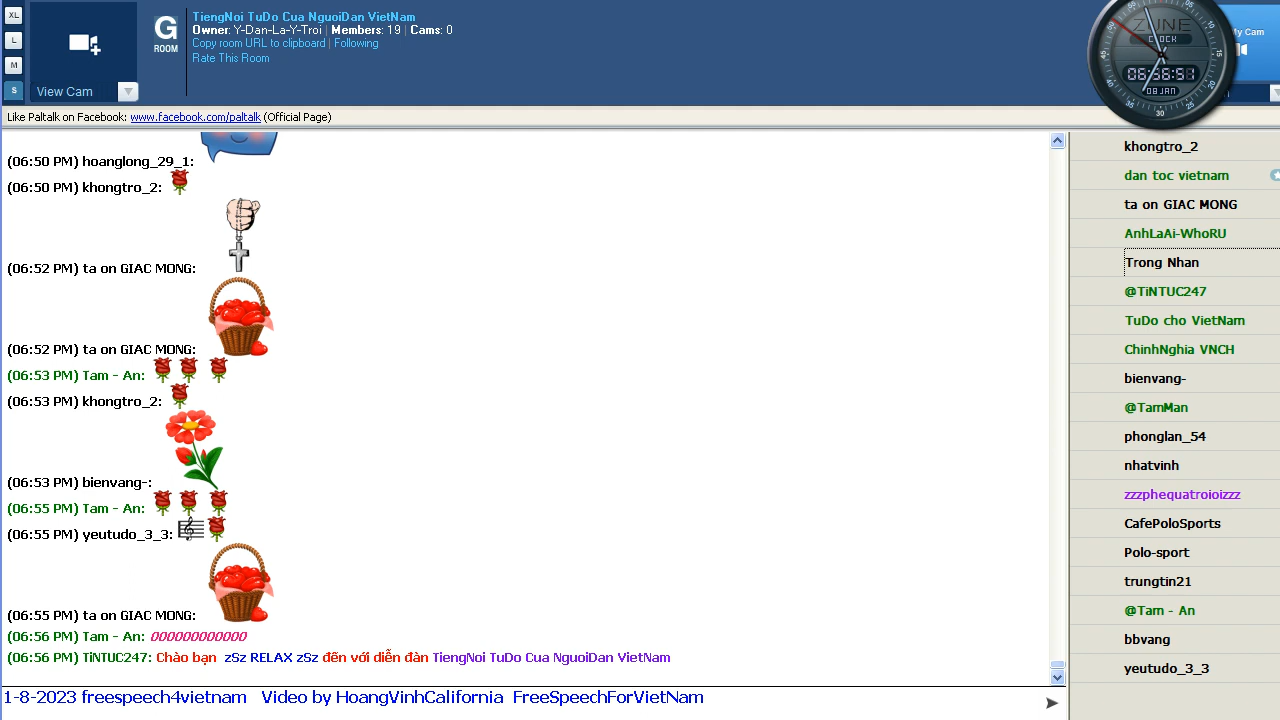 XL
L
M
S
View Cam
G
ROOM
TiengNoi TuDo Cua NguoiDan VietNam
Owner: Y-Dan-La-Y-Troi | Members: 19 | Cams: 0
Copy room URL to clipboard | Following
Rate This Room
ZUNE
CLOCK
06:56:51
08 JAN
My Cam
Like Paltalk on Facebook: www.facebook.com/paltalk (Official Page)
(06:50 PM) hoanglong_29_1:
(06:50 PM) khongtro_2:
(06:52 PM) ta on GIAC MONG:
(06:52 PM) ta on GIAC MONG:
(06:53 PM) Tam - An:
(06:53 PM) khongtro_2:
(06:53 PM) bienvang-:
(06:55 PM) Tam - An:
(06:55 PM) yeutudo_3_3:
(06:55 PM) ta on GIAC MONG:
(06:56 PM) Tam - An: 000000000000
(06:56 PM) TiNTUC247: Chào bạn zSz RELAX zSz đến với diễn đàn TiengNoi TuDo Cua NguoiDan VietNam
1-8-2023 freespeech4vietnam Video by HoangVinhCalifornia FreeSpeechForVietNam
khongtro_2
dan toc vietnam
ta on GIAC MONG
AnhLaAi-WhoRU
Trong Nhan
@TiNTUC247
TuDo cho VietNam
ChinhNghia VNCH
bienvang-
@TamMan
phonglan_54
nhatvinh
zzzphequatroioizzz
CafePoloSports
Polo-sport
trungtin21
@Tam - An
bbvang
yeutudo_3_3